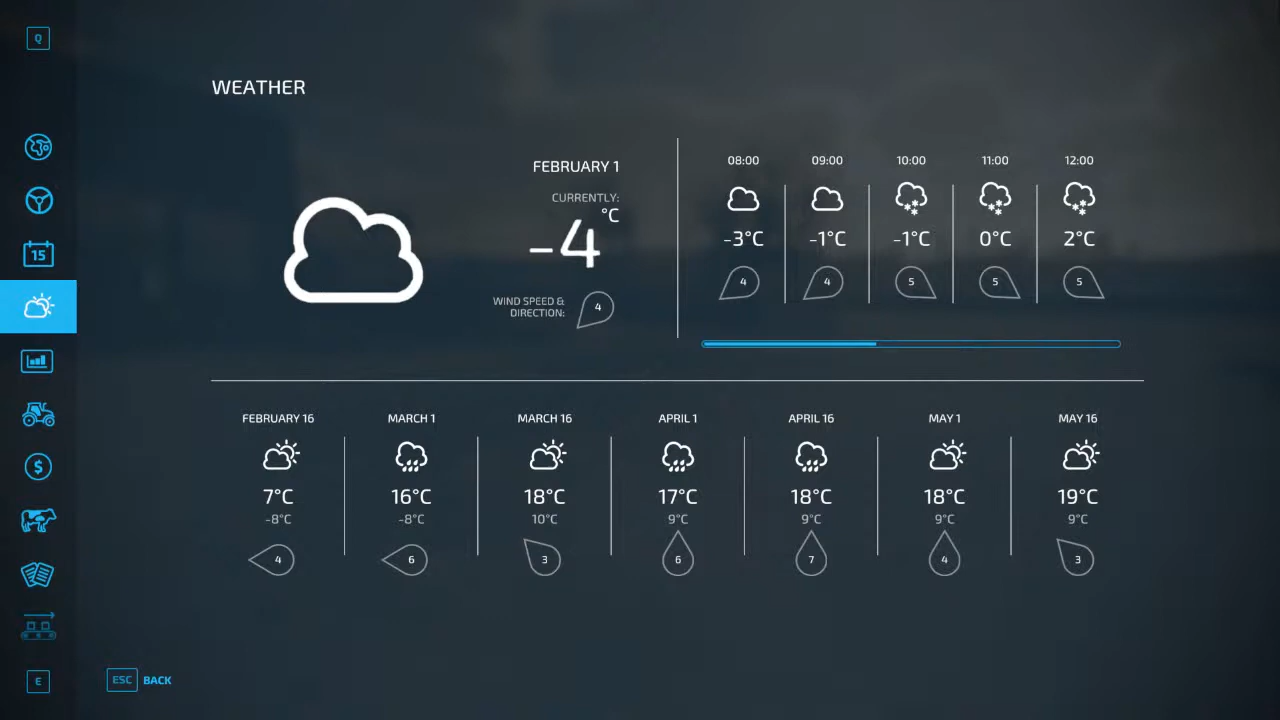 Q
WEATHER
15
FEBRUARY 1
CURRENTLY:
-4 °C
WIND SPEED &
DIRECTION:
4
08:00 09:00 10:00 11:00 12:00
-3°C -1°C -1°C 0°C 2°C
4 4 5 5 5
FEBRUARY 16 MARCH 1 MARCH 16 APRIL 1 APRIL 16 MAY 1 MAY 16
7°C 16°C 18°C 17°C 18°C 18°C 19°C
-8°C -8°C 10°C 9°C 9°C 9°C 9°C
4 6 3 6 7 4 3
$
E
ESC BACK